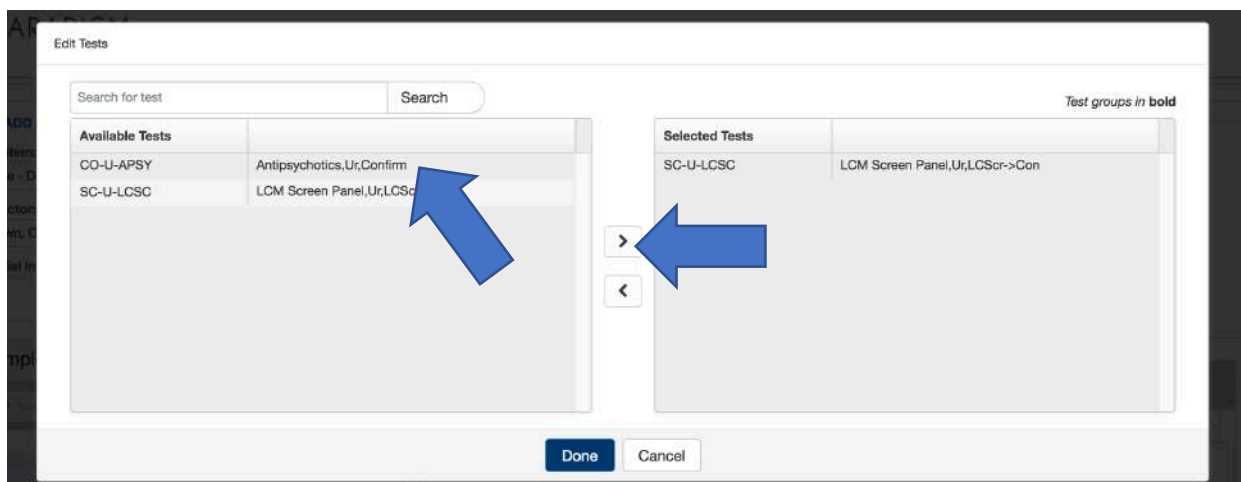 Edit Tests
Search for test Search
Test groups in bold
Available Tests
Selected Tests
CO-U-APSY Antipsychotics,Ur,Confirm
SC-U-LCSC LCM Screen Panel,Ur,LCScr->Con
SC-U-LCSC LCM Screen Panel,Ur,LCSc
Done Cancel